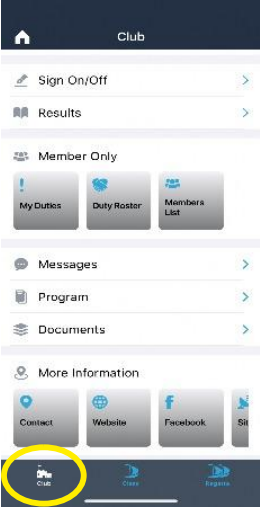 Club
Sign On/Off
Results
Member Only
My Duties
Duty Roster
Members
List
Messages
Program
Documents
More Information
Contact
Website
Facebook
Sit
Club
Class
Regatta